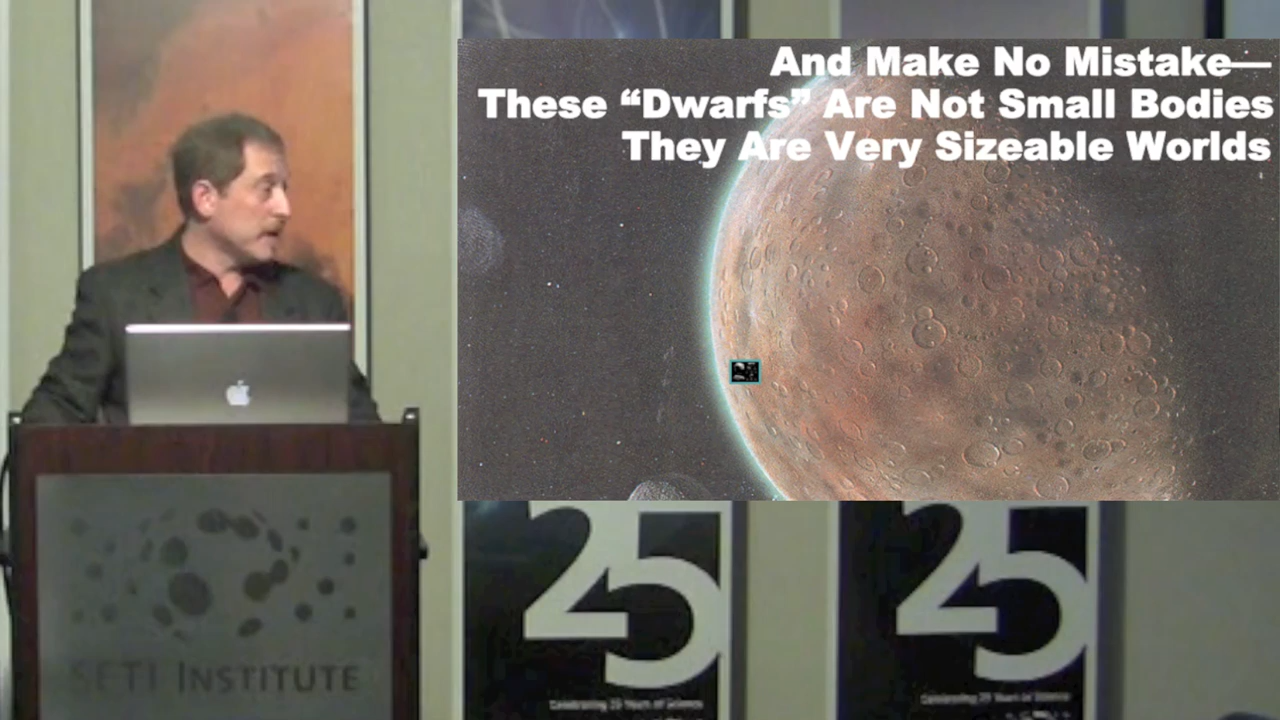 And Make No Mistake—
These “Dwarfs” Are Not Small Bodies
They Are Very Sizeable Worlds
SETI INSTITUTE
25
Celebrating 25 Years of Science
25
Celebrating 25 Years of Science